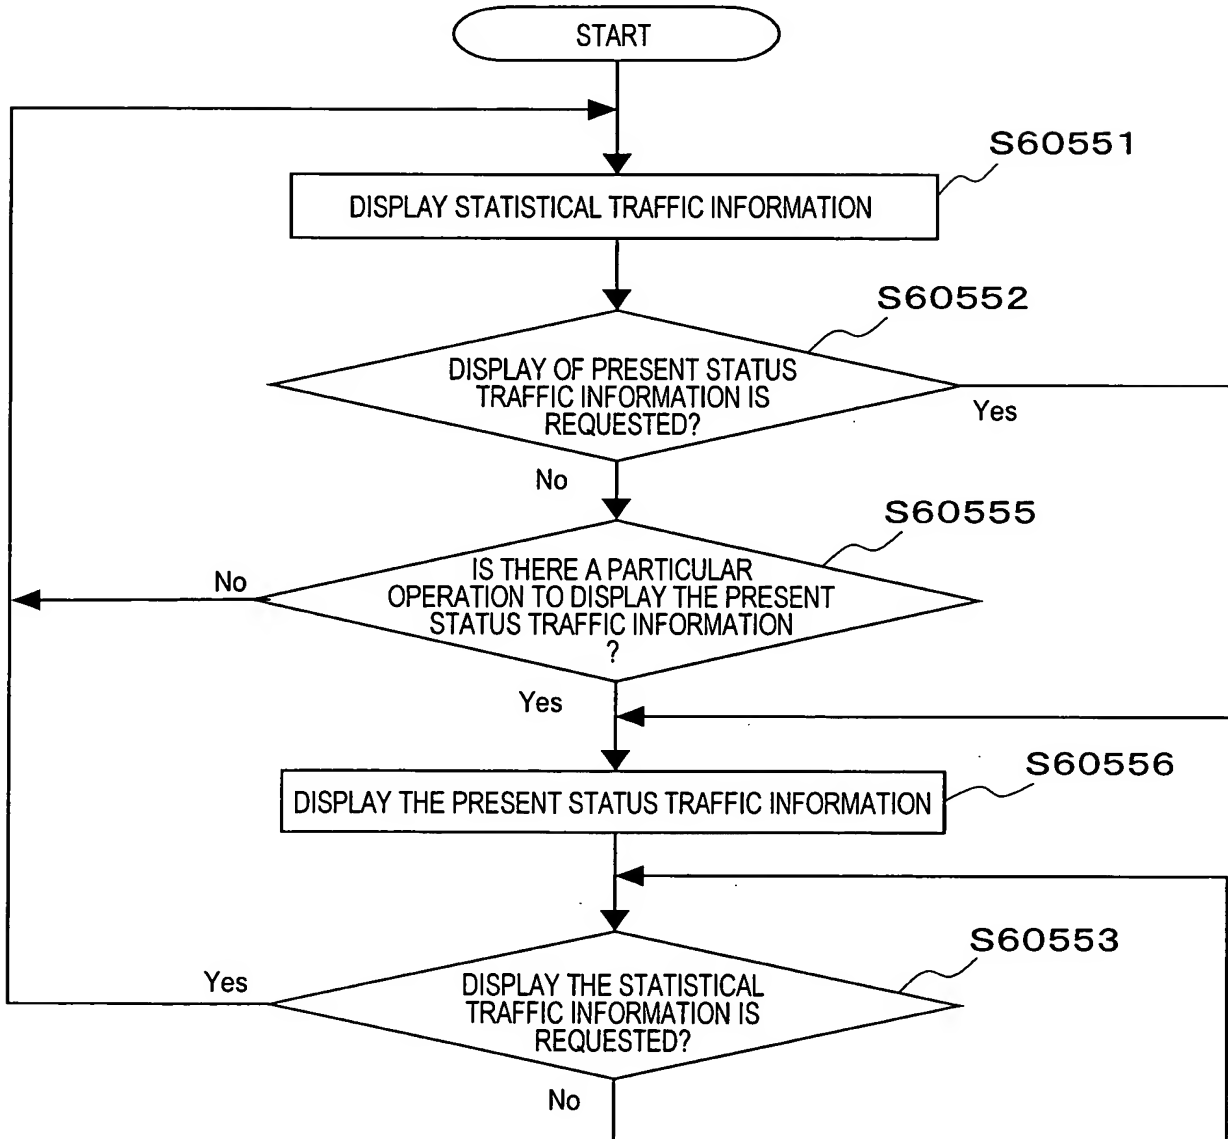 START
S60551
DISPLAY STATISTICAL TRAFFIC INFORMATION
S60552
DISPLAY OF PRESENT STATUS
TRAFFIC INFORMATION IS
REQUESTED?
Yes
No
S60555
IS THERE A PARTICULAR
OPERATION TO DISPLAY THE PRESENT
STATUS TRAFFIC INFORMATION
?
No
Yes
S60556
DISPLAY THE PRESENT STATUS TRAFFIC INFORMATION
S60553
DISPLAY THE STATISTICAL
TRAFFIC INFORMATION IS
REQUESTED?
Yes
No